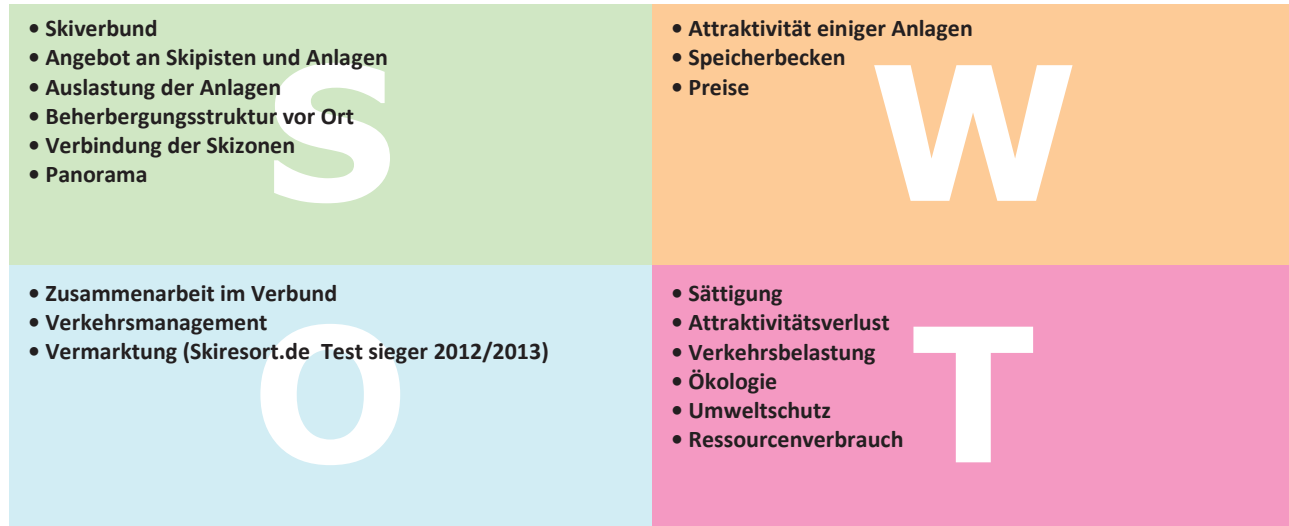 • Skiverbund
• Angebot an Skipisten und Anlagen
• Auslastung der Anlagen
• Beherbergungsstruktur vor Ort
• Verbindung der Skizonen
• Panorama
S
• Attraktivität einiger Anlagen
• Speicherbecken
• Preise
W
• Zusammenarbeit im Verbund
• Verkehrsmanagement
• Vermarktung (Skiresort.de Test sieger 2012/2013)
O
• Sättigung
• Attraktivitätsverlust
• Verkehrsbelastung
• Ökologie
• Umweltschutz
• Ressourcenverbrauch
T